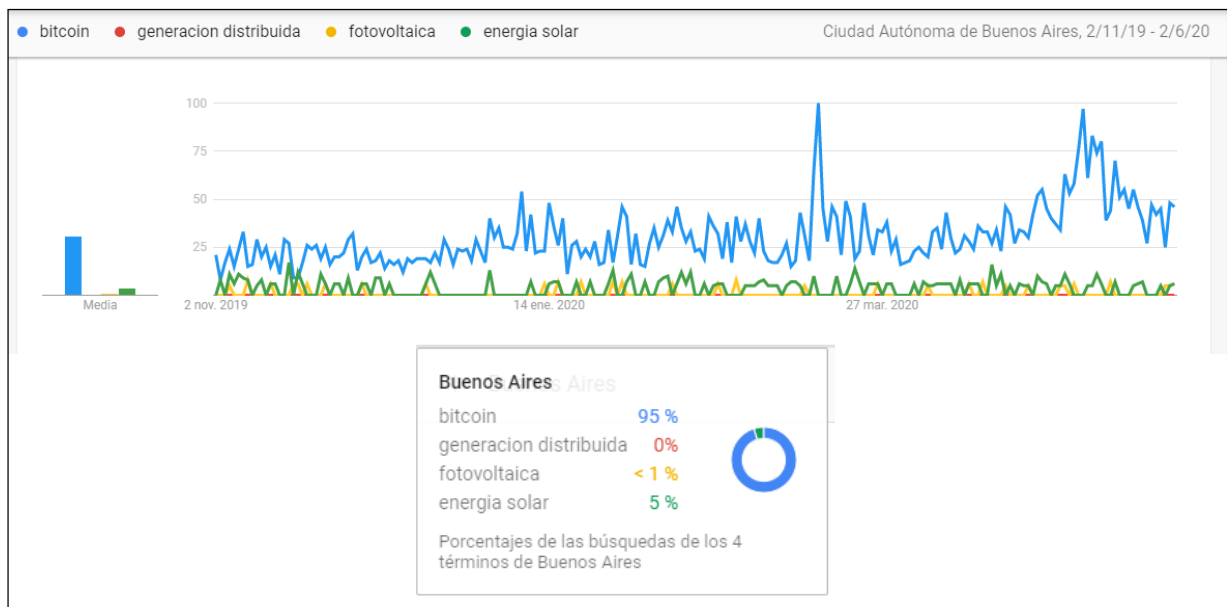 bitcoin generacion distribuida fotovoltaica energia solar Ciudad Autónoma de Buenos Aires, 2/11/19 - 2/6/20
100
75
50
25
Media 2 nov. 2019 14 ene. 2020 27 mar. 2020
Buenos Aires
bitcoin 95 %
generacion distribuida 0%
fotovoltaica < 1 %
energia solar 5 %
Porcentajes de las búsquedas de los 4
términos de Buenos Aires